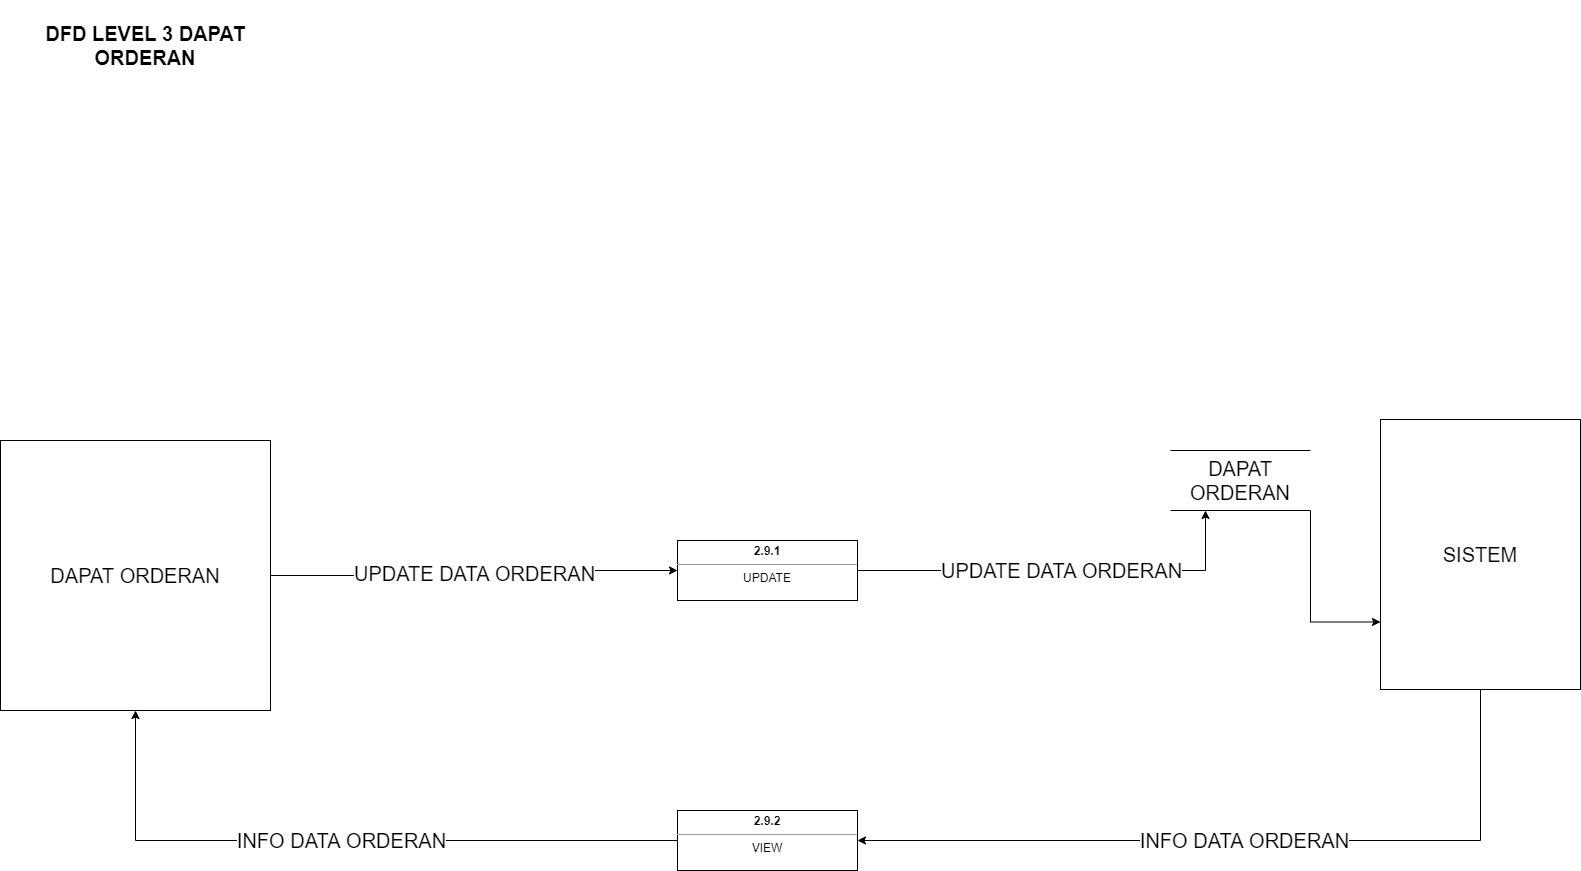 DFD LEVEL 3 DAPAT
ORDERAN
DAPAT
ORDERAN
SISTEM
DAPAT ORDERAN
UPDATE DATA ORDERAN
2.9.1
UPDATE
UPDATE DATA ORDERAN
INFO DATA ORDERAN
2.9.2
VIEW
INFO DATA ORDERAN